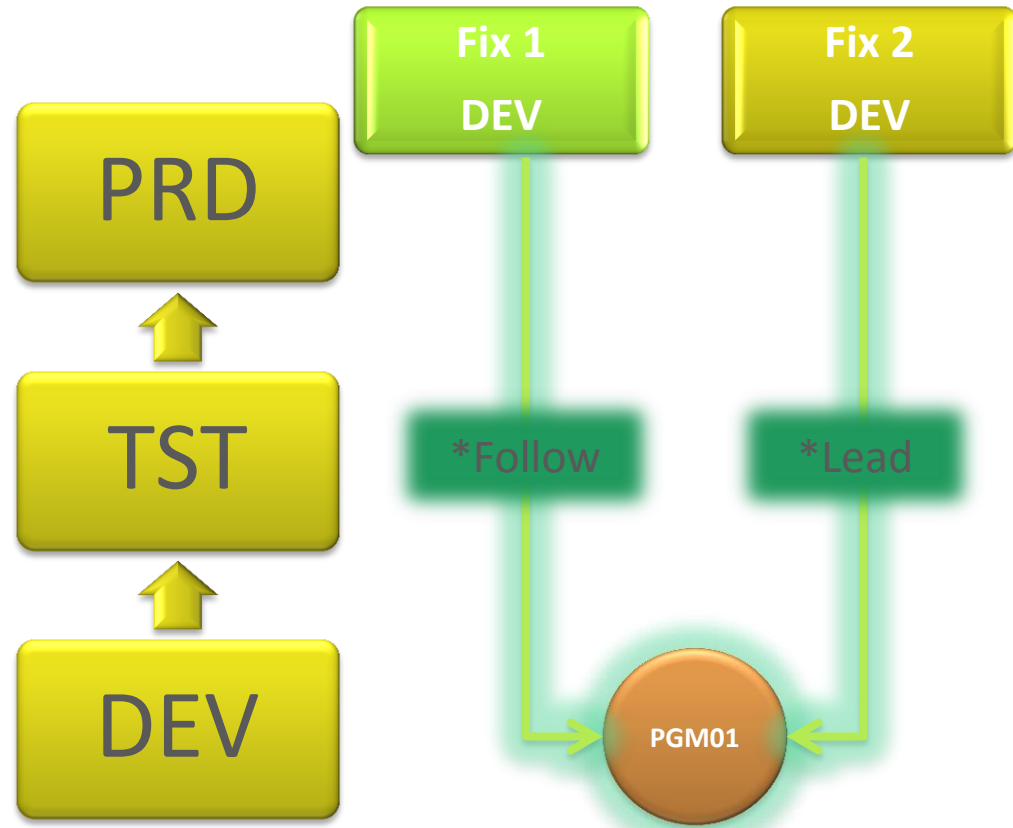 PRD
TST
DEV
Fix 1
DEV
Fix 2
DEV
*Follow
*Lead
PGM01